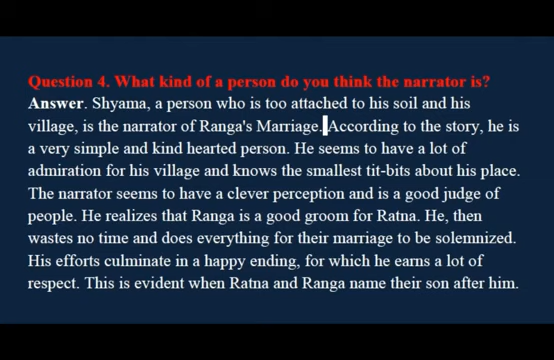 Question 4. What kind of a person do you think the narrator is?
Answer. Shyama, a person who is too attached to his soil and his
village, is the narrator of Ranga's Marriage. According to the story, he is
a very simple and kind hearted person. He seems to have a lot of
admiration for his village and knows the smallest tit-bits about his place.
The narrator seems to have a clever perception and is a good judge of
people. He realizes that Ranga is a good groom for Ratna. He, then
wastes no time and does everything for their marriage to be solemnized.
His efforts culminate in a happy ending, for which he earns a lot of
respect. This is evident when Ratna and Ranga name their son after him.